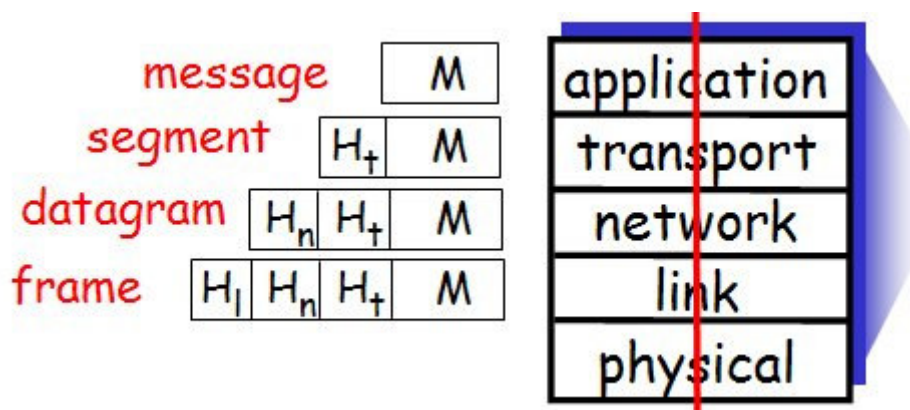 message M
segment Hₜ M
datagram Hₙ Hₜ M
frame Hₗ Hₙ Hₜ M
application
transport
network
link
physical